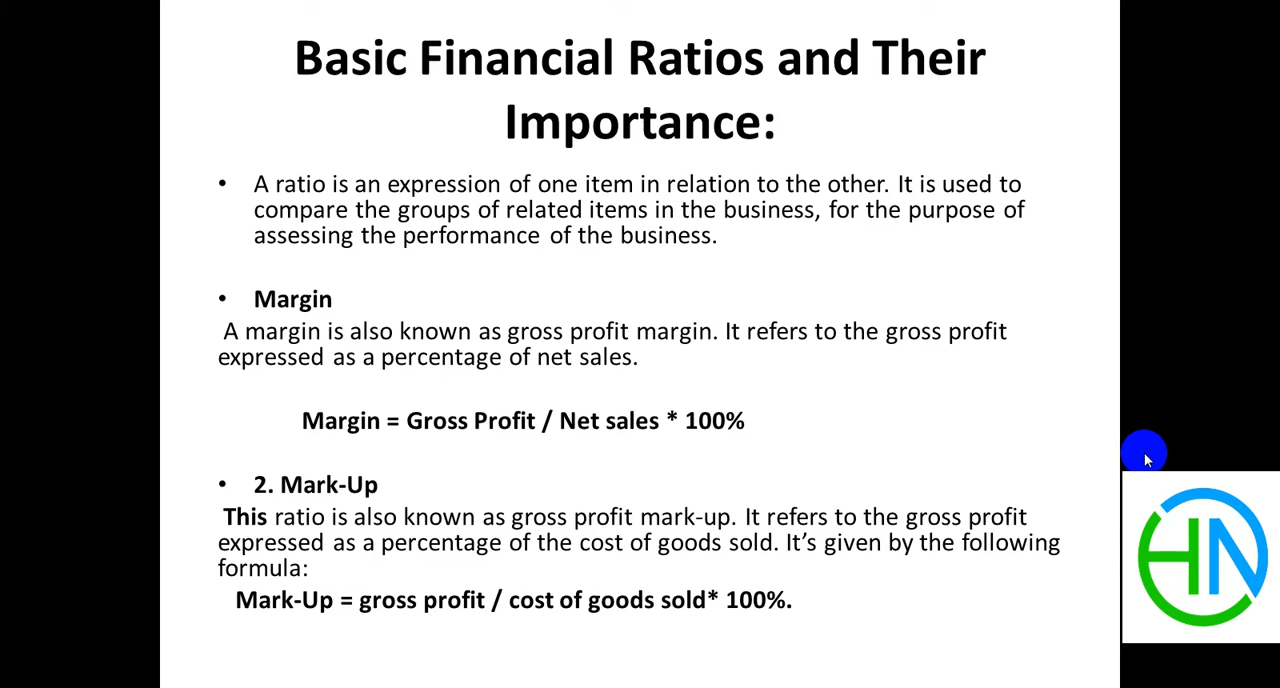 Basic Financial Ratios and Their
Importance:
• A ratio is an expression of one item in relation to the other. It is used to
compare the groups of related items in the business, for the purpose of
assessing the performance of the business.
• Margin
A margin is also known as gross profit margin. It refers to the gross profit
expressed as a percentage of net sales.
Margin = Gross Profit / Net sales * 100%
• 2. Mark-Up
This ratio is also known as gross profit mark-up. It refers to the gross profit
expressed as a percentage of the cost of goods sold. It’s given by the following
formula:
Mark-Up = gross profit / cost of goods sold* 100%.
HN